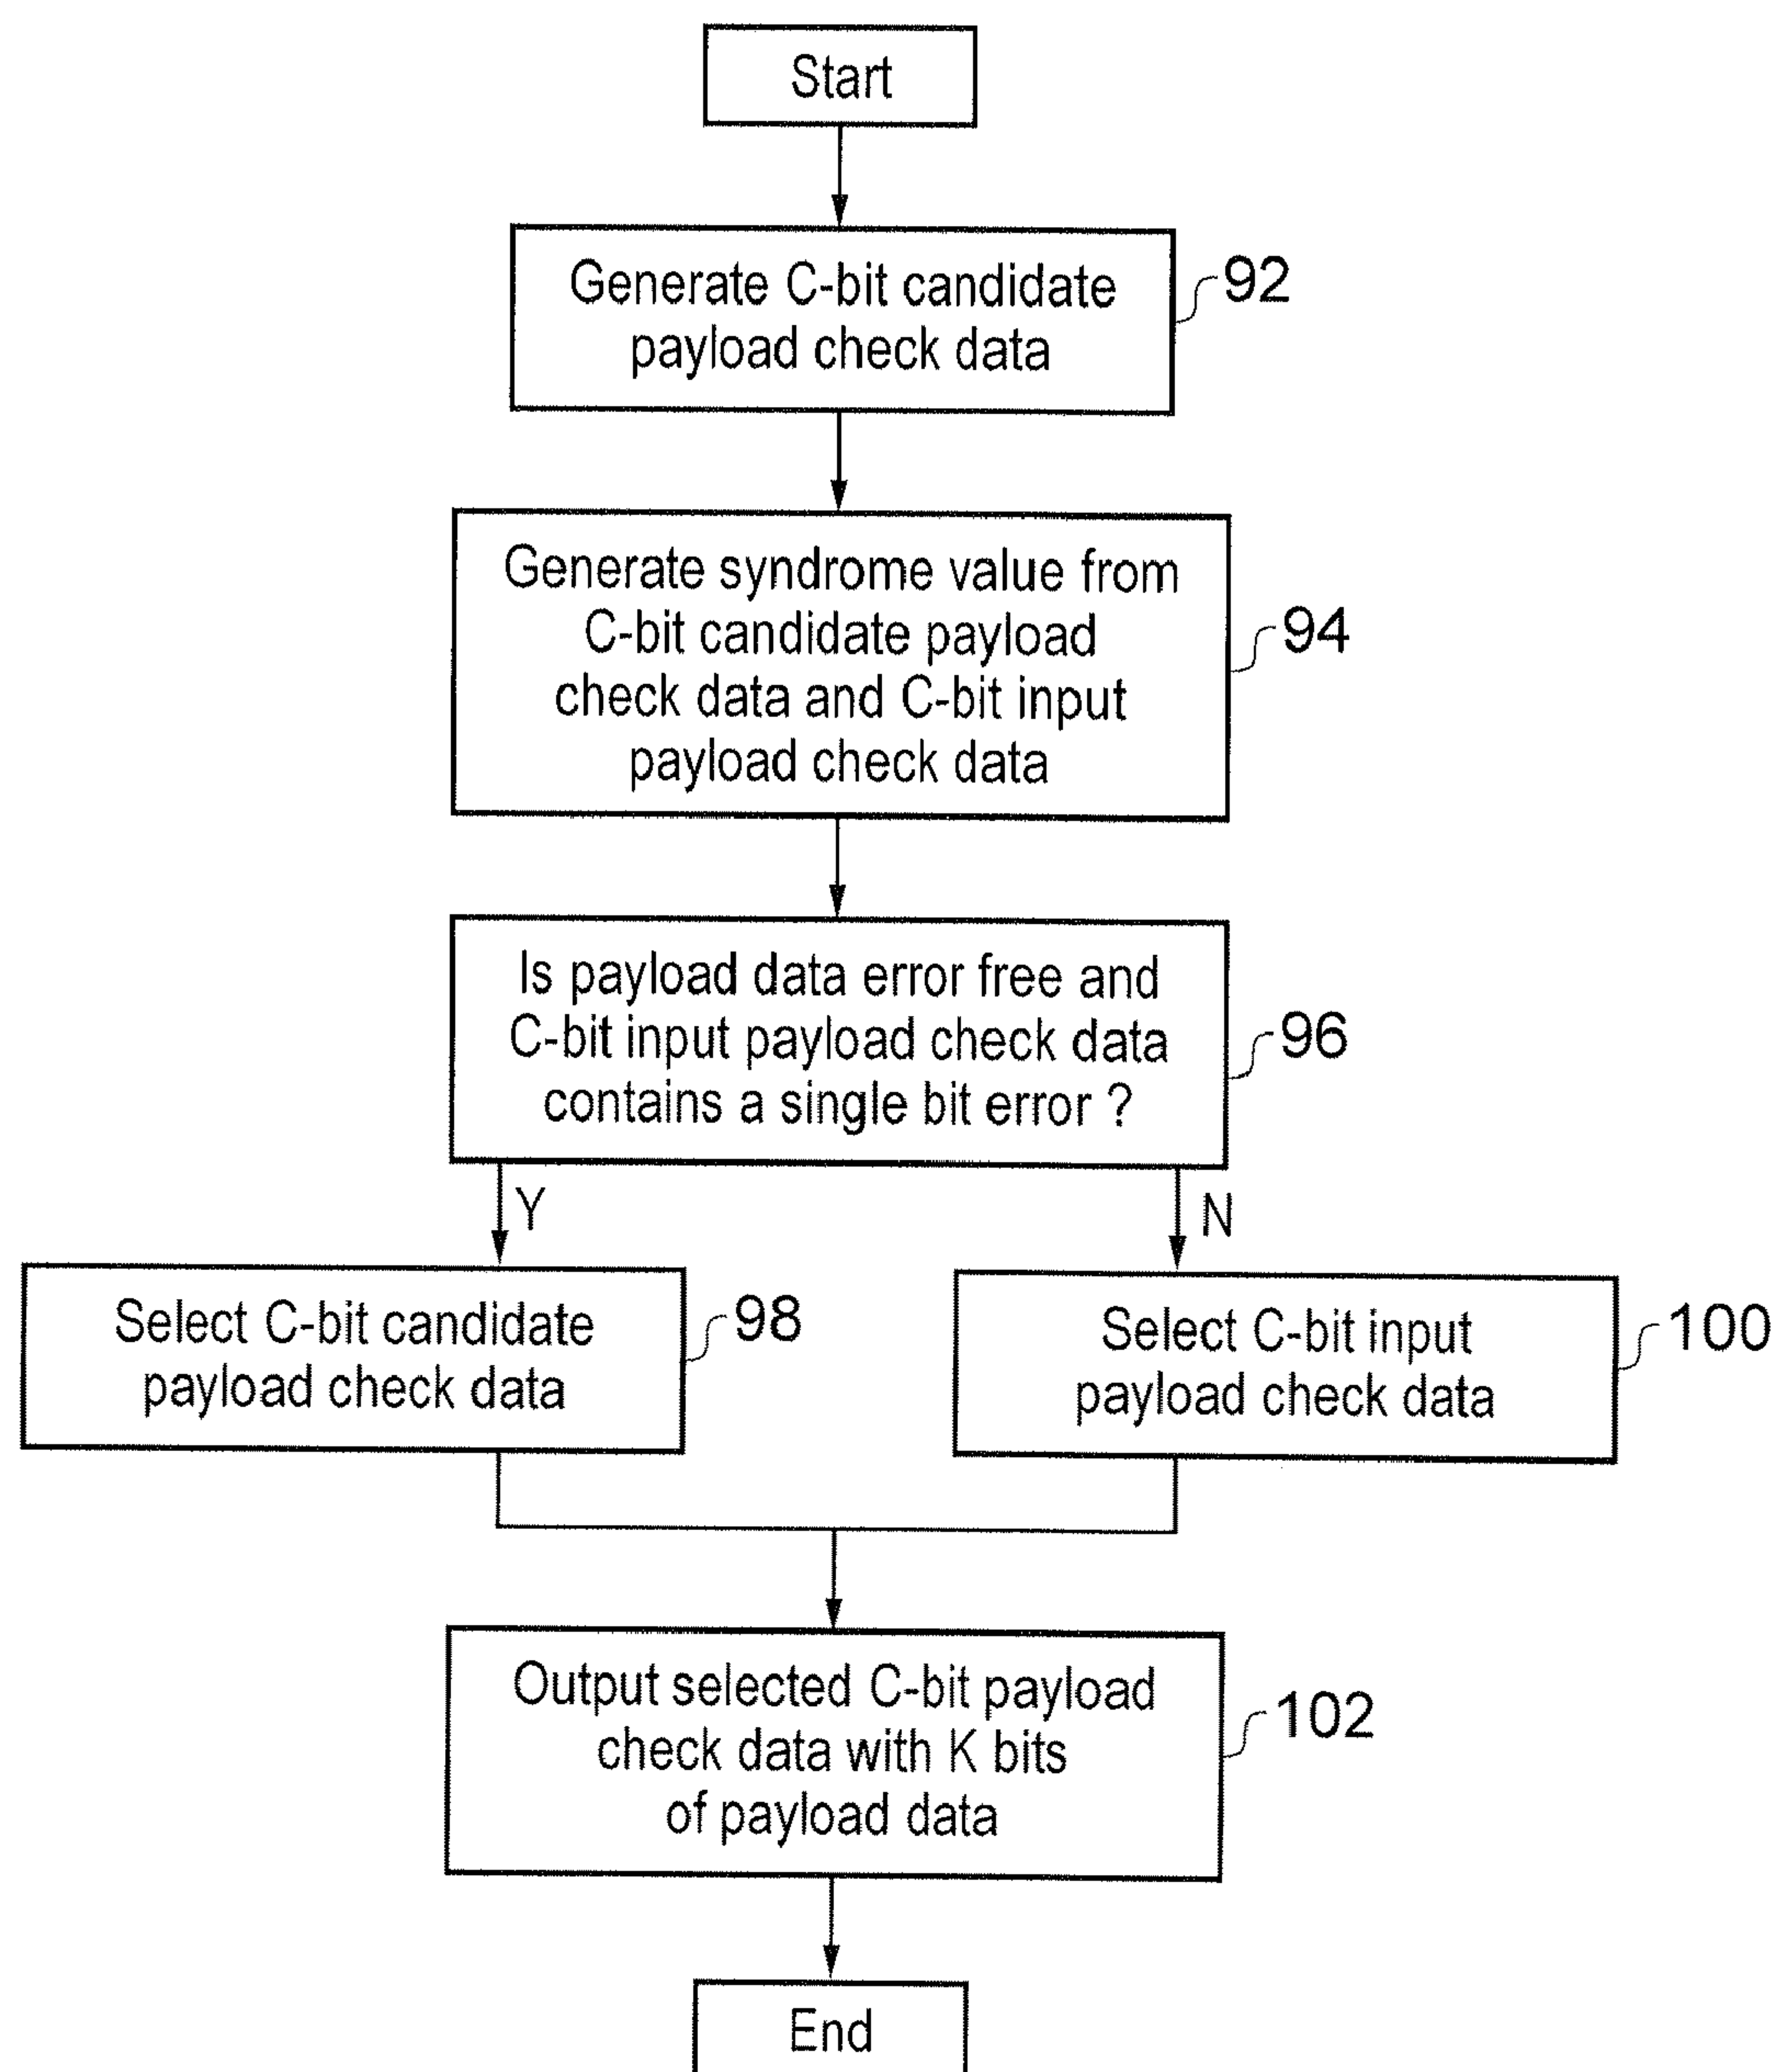 Start
Generate C-bit candidate
payload check data
92
Generate syndrome value from
C-bit candidate payload
check data and C-bit input
payload check data
94
Is payload data error free and
C-bit input payload check data
contains a single bit error ?
96
Y
N
Select C-bit candidate
payload check data
98
Select C-bit input
payload check data
100
Output selected C-bit payload
check data with K bits
of payload data
102
End